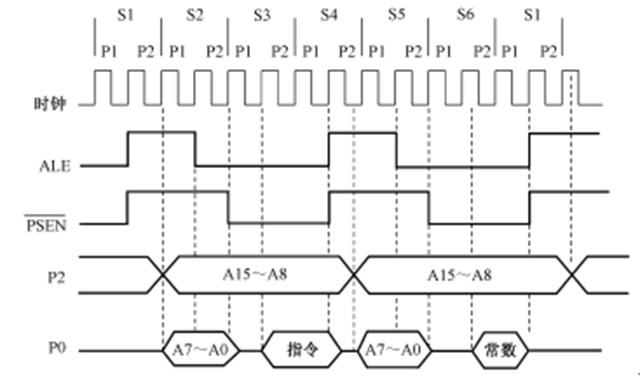 S1 S2 S3 S4 S5 S6 S1
P1 P2 P1 P2 P1 P2 P1 P2 P1 P2 P1 P2 P1 P2
时钟
ALE
PSEN
P2 A15～A8 A15～A8
P0 A7～A0 指令 A7～A0 常数